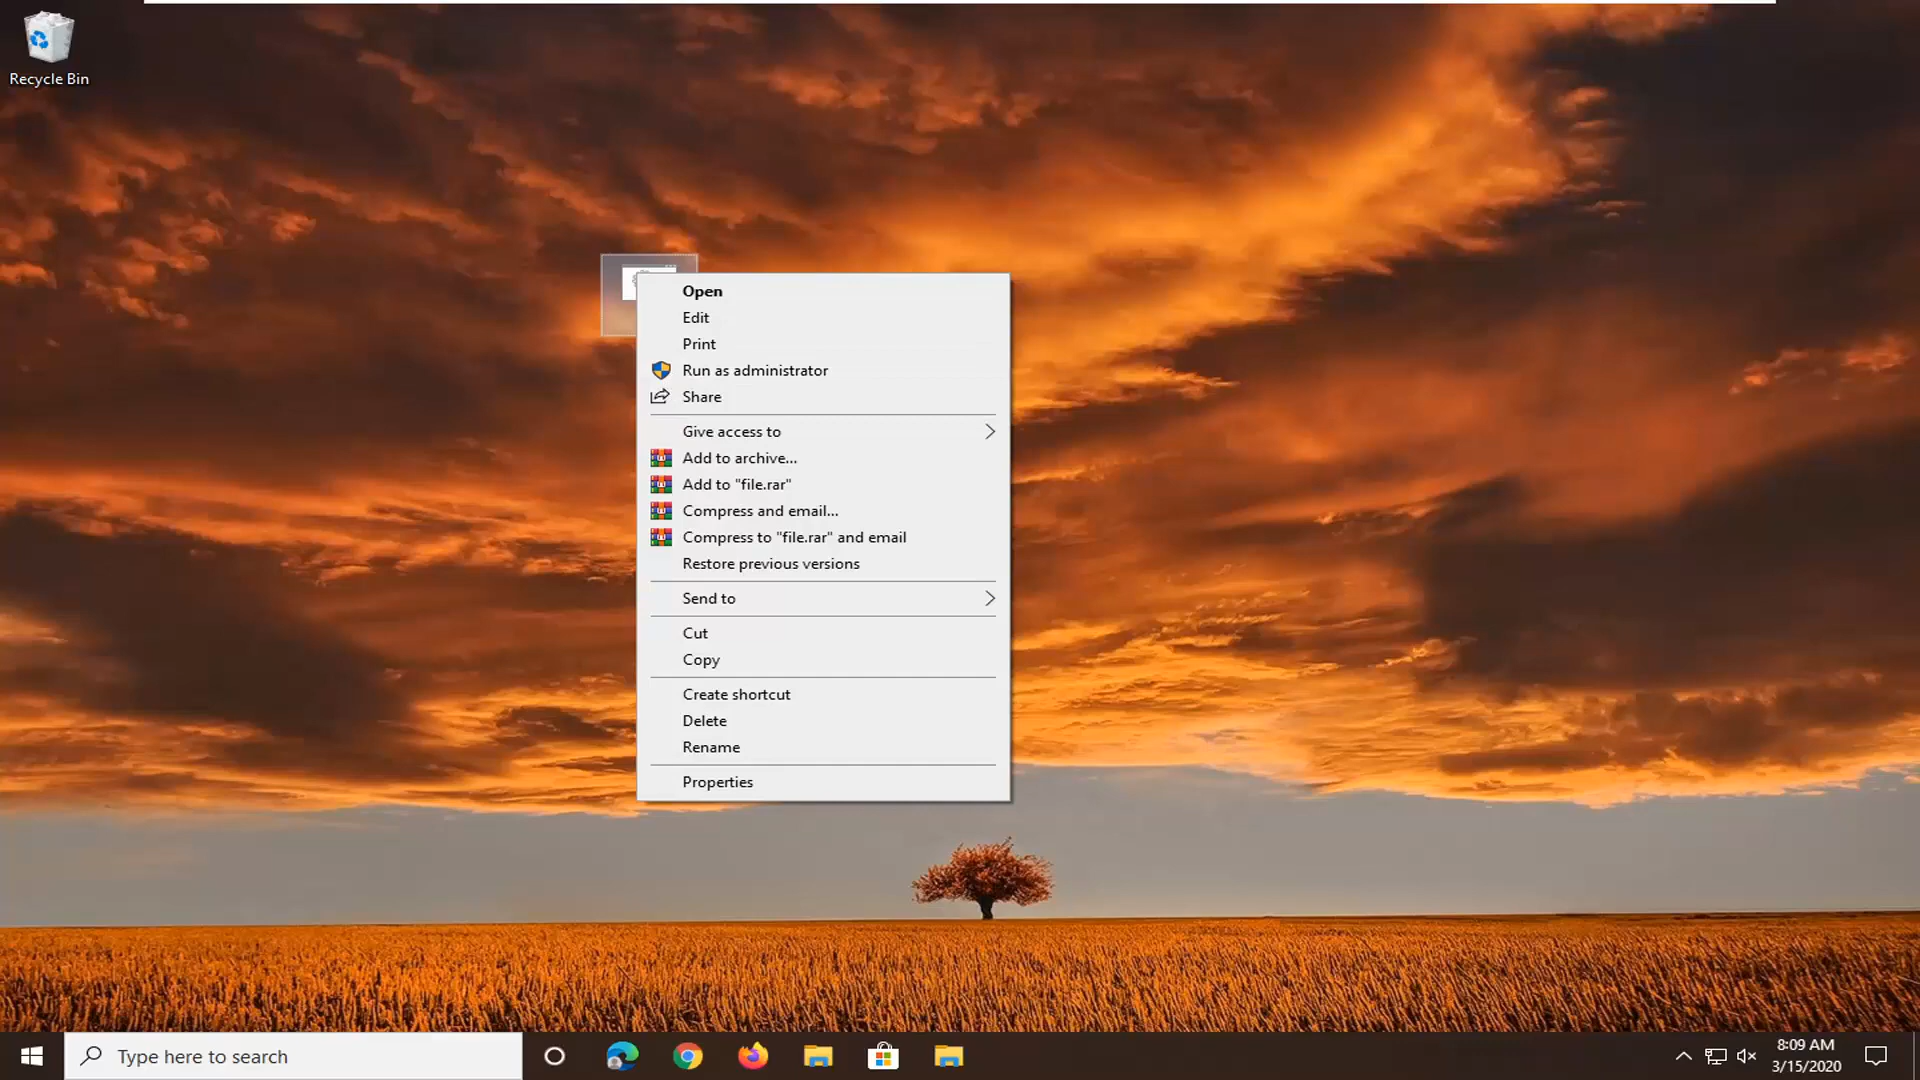 Recycle Bin
Open
Edit
Print
Run as administrator
Share
Give access to
Add to archive...
Add to "file.rar"
Compress and email...
Compress to "file.rar" and email
Restore previous versions
Send to
Cut
Copy
Create shortcut
Delete
Rename
Properties
Type here to search
8:09 AM
3/15/2020